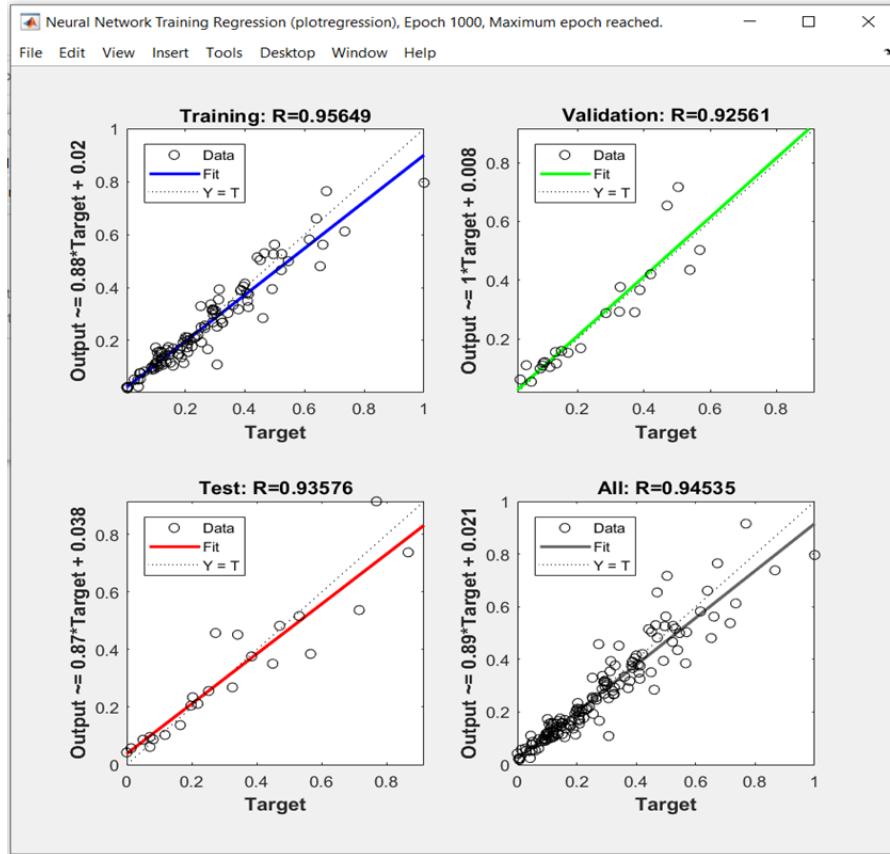 Neural Network Training Regression (plotregression), Epoch 1000, Maximum epoch reached.
File Edit View Insert Tools Desktop Window Help
Training: R=0.95649
Output ~= 0.88*Target + 0.02
Data
Fit
Y = T
1
0.8
0.6
0.4
0.2
0.2 0.4 0.6 0.8 1
Target
Validation: R=0.92561
Output ~= 1*Target + 0.008
Data
Fit
Y = T
0.8
0.6
0.4
0.2
0.2 0.4 0.6 0.8
Target
Test: R=0.93576
Output ~= 0.87*Target + 0.038
Data
Fit
Y = T
0.8
0.6
0.4
0.2
0
0 0.2 0.4 0.6 0.8
Target
All: R=0.94535
Output ~= 0.89*Target + 0.021
Data
Fit
Y = T
1
0.8
0.6
0.4
0.2
0
0 0.2 0.4 0.6 0.8 1
Target